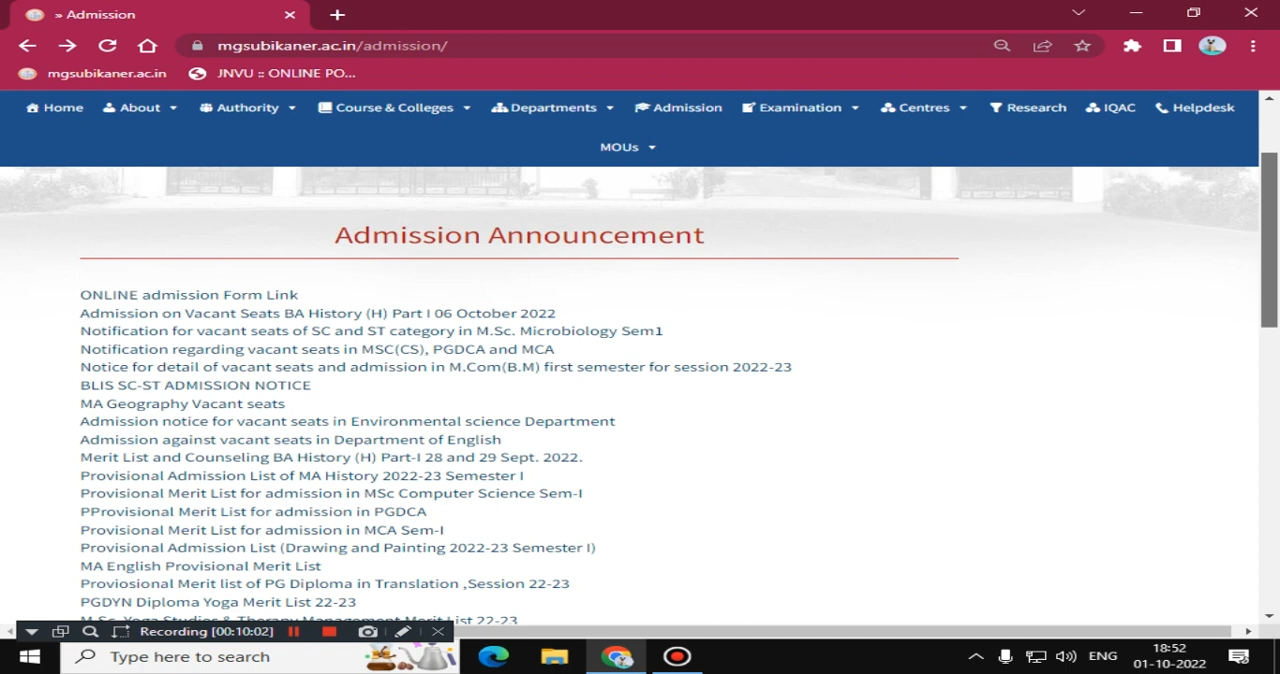 » Admission
mgsubikaner.ac.in/admission/
mgsubikaner.ac.in
JNVU :: ONLINE PO...
Home
About
Authority
Course & Colleges
Departments
Admission
Examination
Centres
Research
IQAC
Helpdesk
MOUs
Admission Announcement
ONLINE admission Form Link
Admission on Vacant Seats BA History (H) Part I 06 October 2022
Notification for vacant seats of SC and ST category in M.Sc. Microbiology Sem1
Notification regarding vacant seats in MSC(CS), PGDCA and MCA
Notice for detail of vacant seats and admission in M.Com(B.M) first semester for session 2022-23
BLIS SC-ST ADMISSION NOTICE
MA Geography Vacant seats
Admission notice for vacant seats in Environmental science Department
Admission against vacant seats in Department of English
Merit List and Counseling BA History (H) Part-I 28 and 29 Sept. 2022.
Provisional Admission List of MA History 2022-23 Semester I
Provisional Merit List for admission in MSc Computer Science Sem-I
PProvisional Merit List for admission in PGDCA
Provisional Merit List for admission in MCA Sem-I
Provisional Admission List (Drawing and Painting 2022-23 Semester I)
MA English Provisional Merit List
Proviosional Merit list of PG Diploma in Translation ,Session 22-23
PGDYN Diploma Yoga Merit List 22-23
M.Sc. Yoga Studies & Therapy Management Merit List 22-23
Recording [00:10:02]
Type here to search
ENG
18:52
01-10-2022